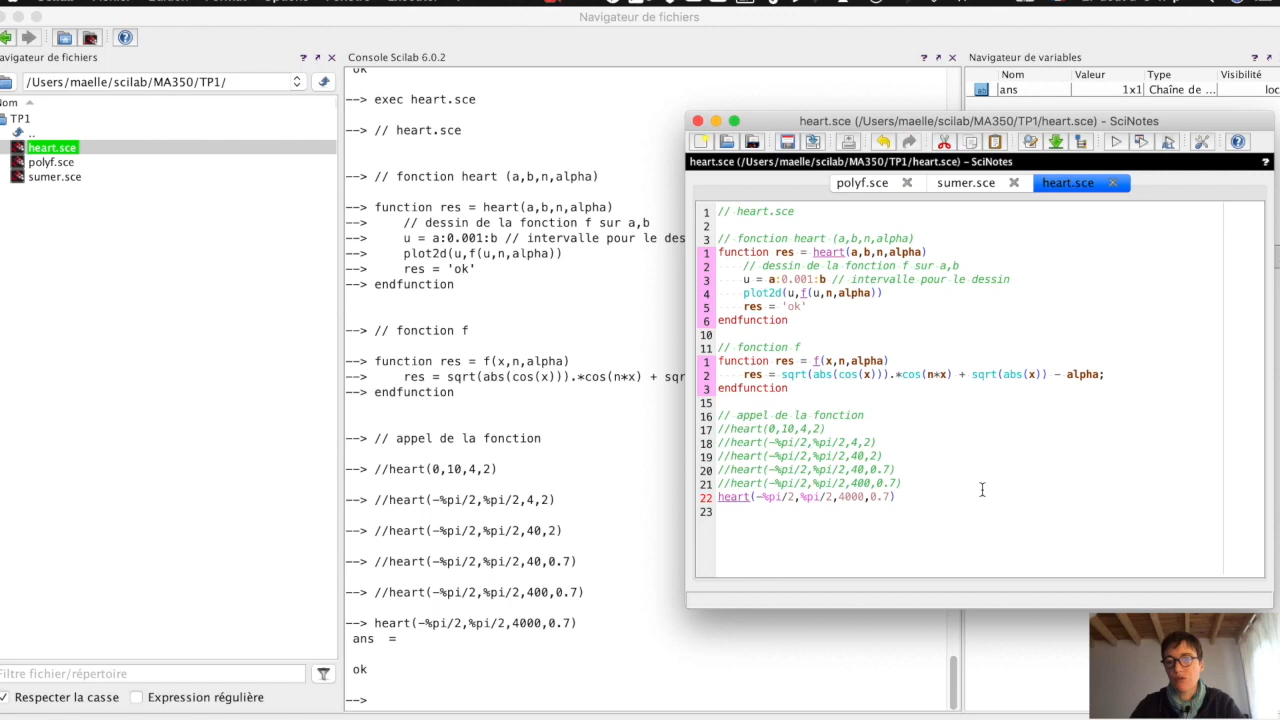 Navigateur de fichiers
avigateur de fichiers
/Users/maelle/scilab/MA350/TP1/
Nom
TP1
..
heart.sce
polyf.sce
sumer.sce
Filtre fichier/répertoire
Respecter la casse
Expression régulière
Console Scilab 6.0.2
ok
--> exec heart.sce
--> // heart.sce
--> // fonction heart (a,b,n,alpha)
--> function res = heart(a,b,n,alpha)
--> // dessin de la fonction f sur a,b
--> u = a:0.001:b // intervalle pour le des
--> plot2d(u,f(u,n,alpha))
--> res = 'ok'
--> endfunction
--> // fonction f
--> function res = f(x,n,alpha)
--> res = sqrt(abs(cos(x))).*cos(n*x) + sqr
--> endfunction
--> // appel de la fonction
--> //heart(0,10,4,2)
--> //heart(-%pi/2,%pi/2,4,2)
--> //heart(-%pi/2,%pi/2,40,2)
--> //heart(-%pi/2,%pi/2,40,0.7)
--> //heart(-%pi/2,%pi/2,400,0.7)
--> heart(-%pi/2,%pi/2,4000,0.7)
ans =
ok
-->
Navigateur de variables
Nom Valeur Type Visibilité
ans 1x1 Chaîne de ... loc
heart.sce (/Users/maelle/scilab/MA350/TP1/heart.sce) - SciNotes
heart.sce (/Users/maelle/scilab/MA350/TP1/heart.sce) - SciNotes
polyf.sce sumer.sce heart.sce
1 // heart.sce
2
3 // fonction heart (a,b,n,alpha)
1 function res = heart(a,b,n,alpha)
2 // dessin de la fonction f sur a,b
3 u = a:0.001:b // intervalle pour le dessin
4 plot2d(u,f(u,n,alpha))
5 res = 'ok'
6 endfunction
10
11 // fonction f
1 function res = f(x,n,alpha)
2 res = sqrt(abs(cos(x))).*cos(n*x) + sqrt(abs(x)) - alpha;
3 endfunction
15
16 // appel de la fonction
17 //heart(0,10,4,2)
18 //heart(-%pi/2,%pi/2,4,2)
19 //heart(-%pi/2,%pi/2,40,2)
20 //heart(-%pi/2,%pi/2,40,0.7)
21 //heart(-%pi/2,%pi/2,400,0.7)
22 heart(-%pi/2,%pi/2,4000,0.7)
23